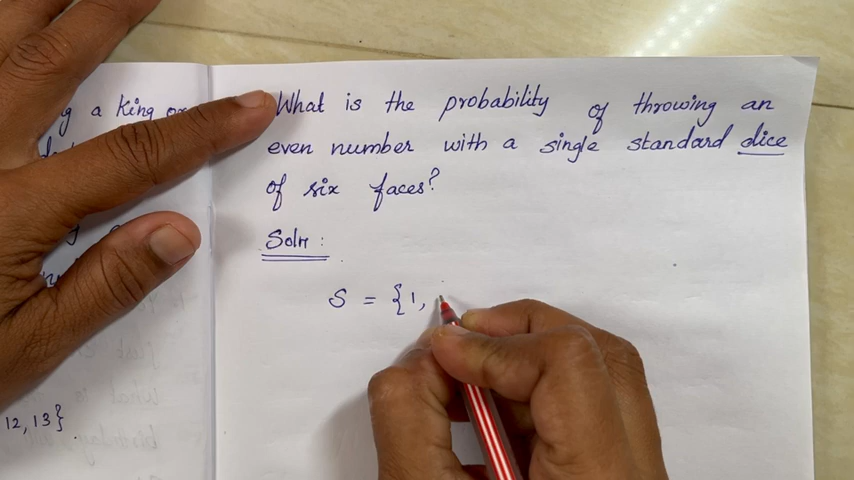 g a King or
What is the probability of throwing an
even number with a single standard dice
of six faces?
Soln :
S = {1,
12, 13}